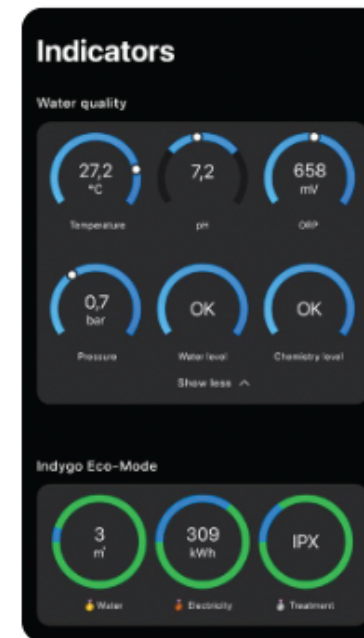 Indicators
Water quality
27,2 7,2 658
°C mV
Temperature pH ORP
0,7 OK OK
bar
Pressure Water level Chemistry level
Show less
Indygo Eco-Mode
3 309 IPX
m³ kWh
Water Electricity Treatment